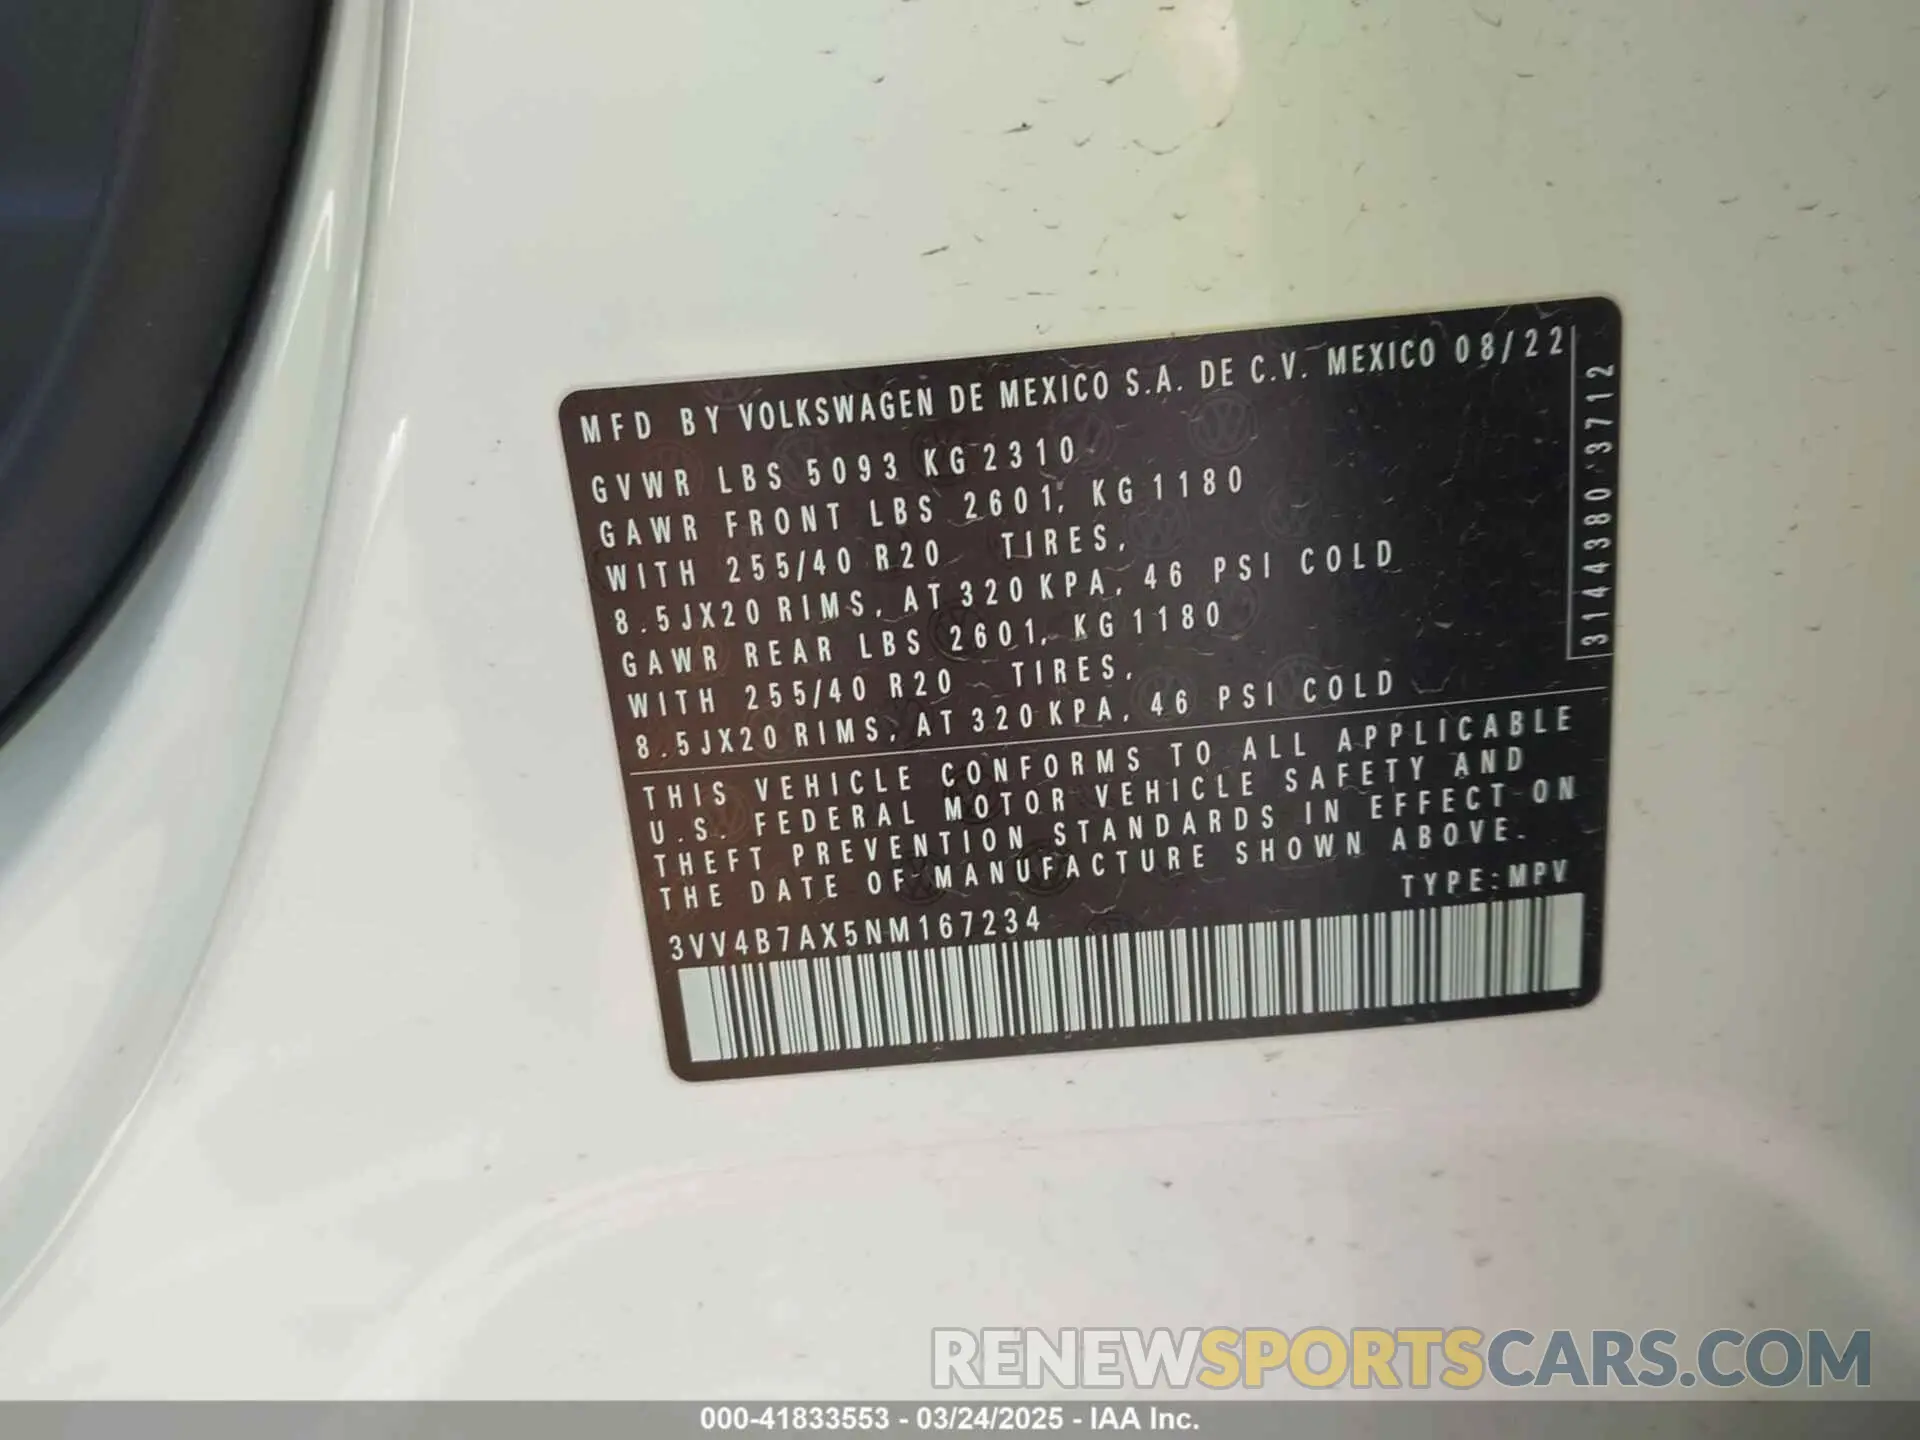 MFD BY VOLKSWAGEN DE MEXICO S.A. DE C.V. MEXICO 08/22
GVWR LBS 5093 KG 2310
GAWR FRONT LBS 2601, KG 1180
WITH 255/40 R20 TIRES,
8.5JX20 RIMS, AT 320 KPA, 46 PSI COLD
GAWR REAR LBS 2601, KG 1180
WITH 255/40 R20 TIRES,
8.5JX20 RIMS, AT 320 KPA, 46 PSI COLD
THIS VEHICLE CONFORMS TO ALL APPLICABLE
U.S. FEDERAL MOTOR VEHICLE SAFETY AND
THEFT PREVENTION STANDARDS IN EFFECT ON
THE DATE OF MANUFACTURE SHOWN ABOVE.
TYPE: MPV
3VV4B7AX5NM167234
3144380 3712
RENEWSPORTSCARS.COM
000-41833553 - 03/24/2025 - IAA Inc.